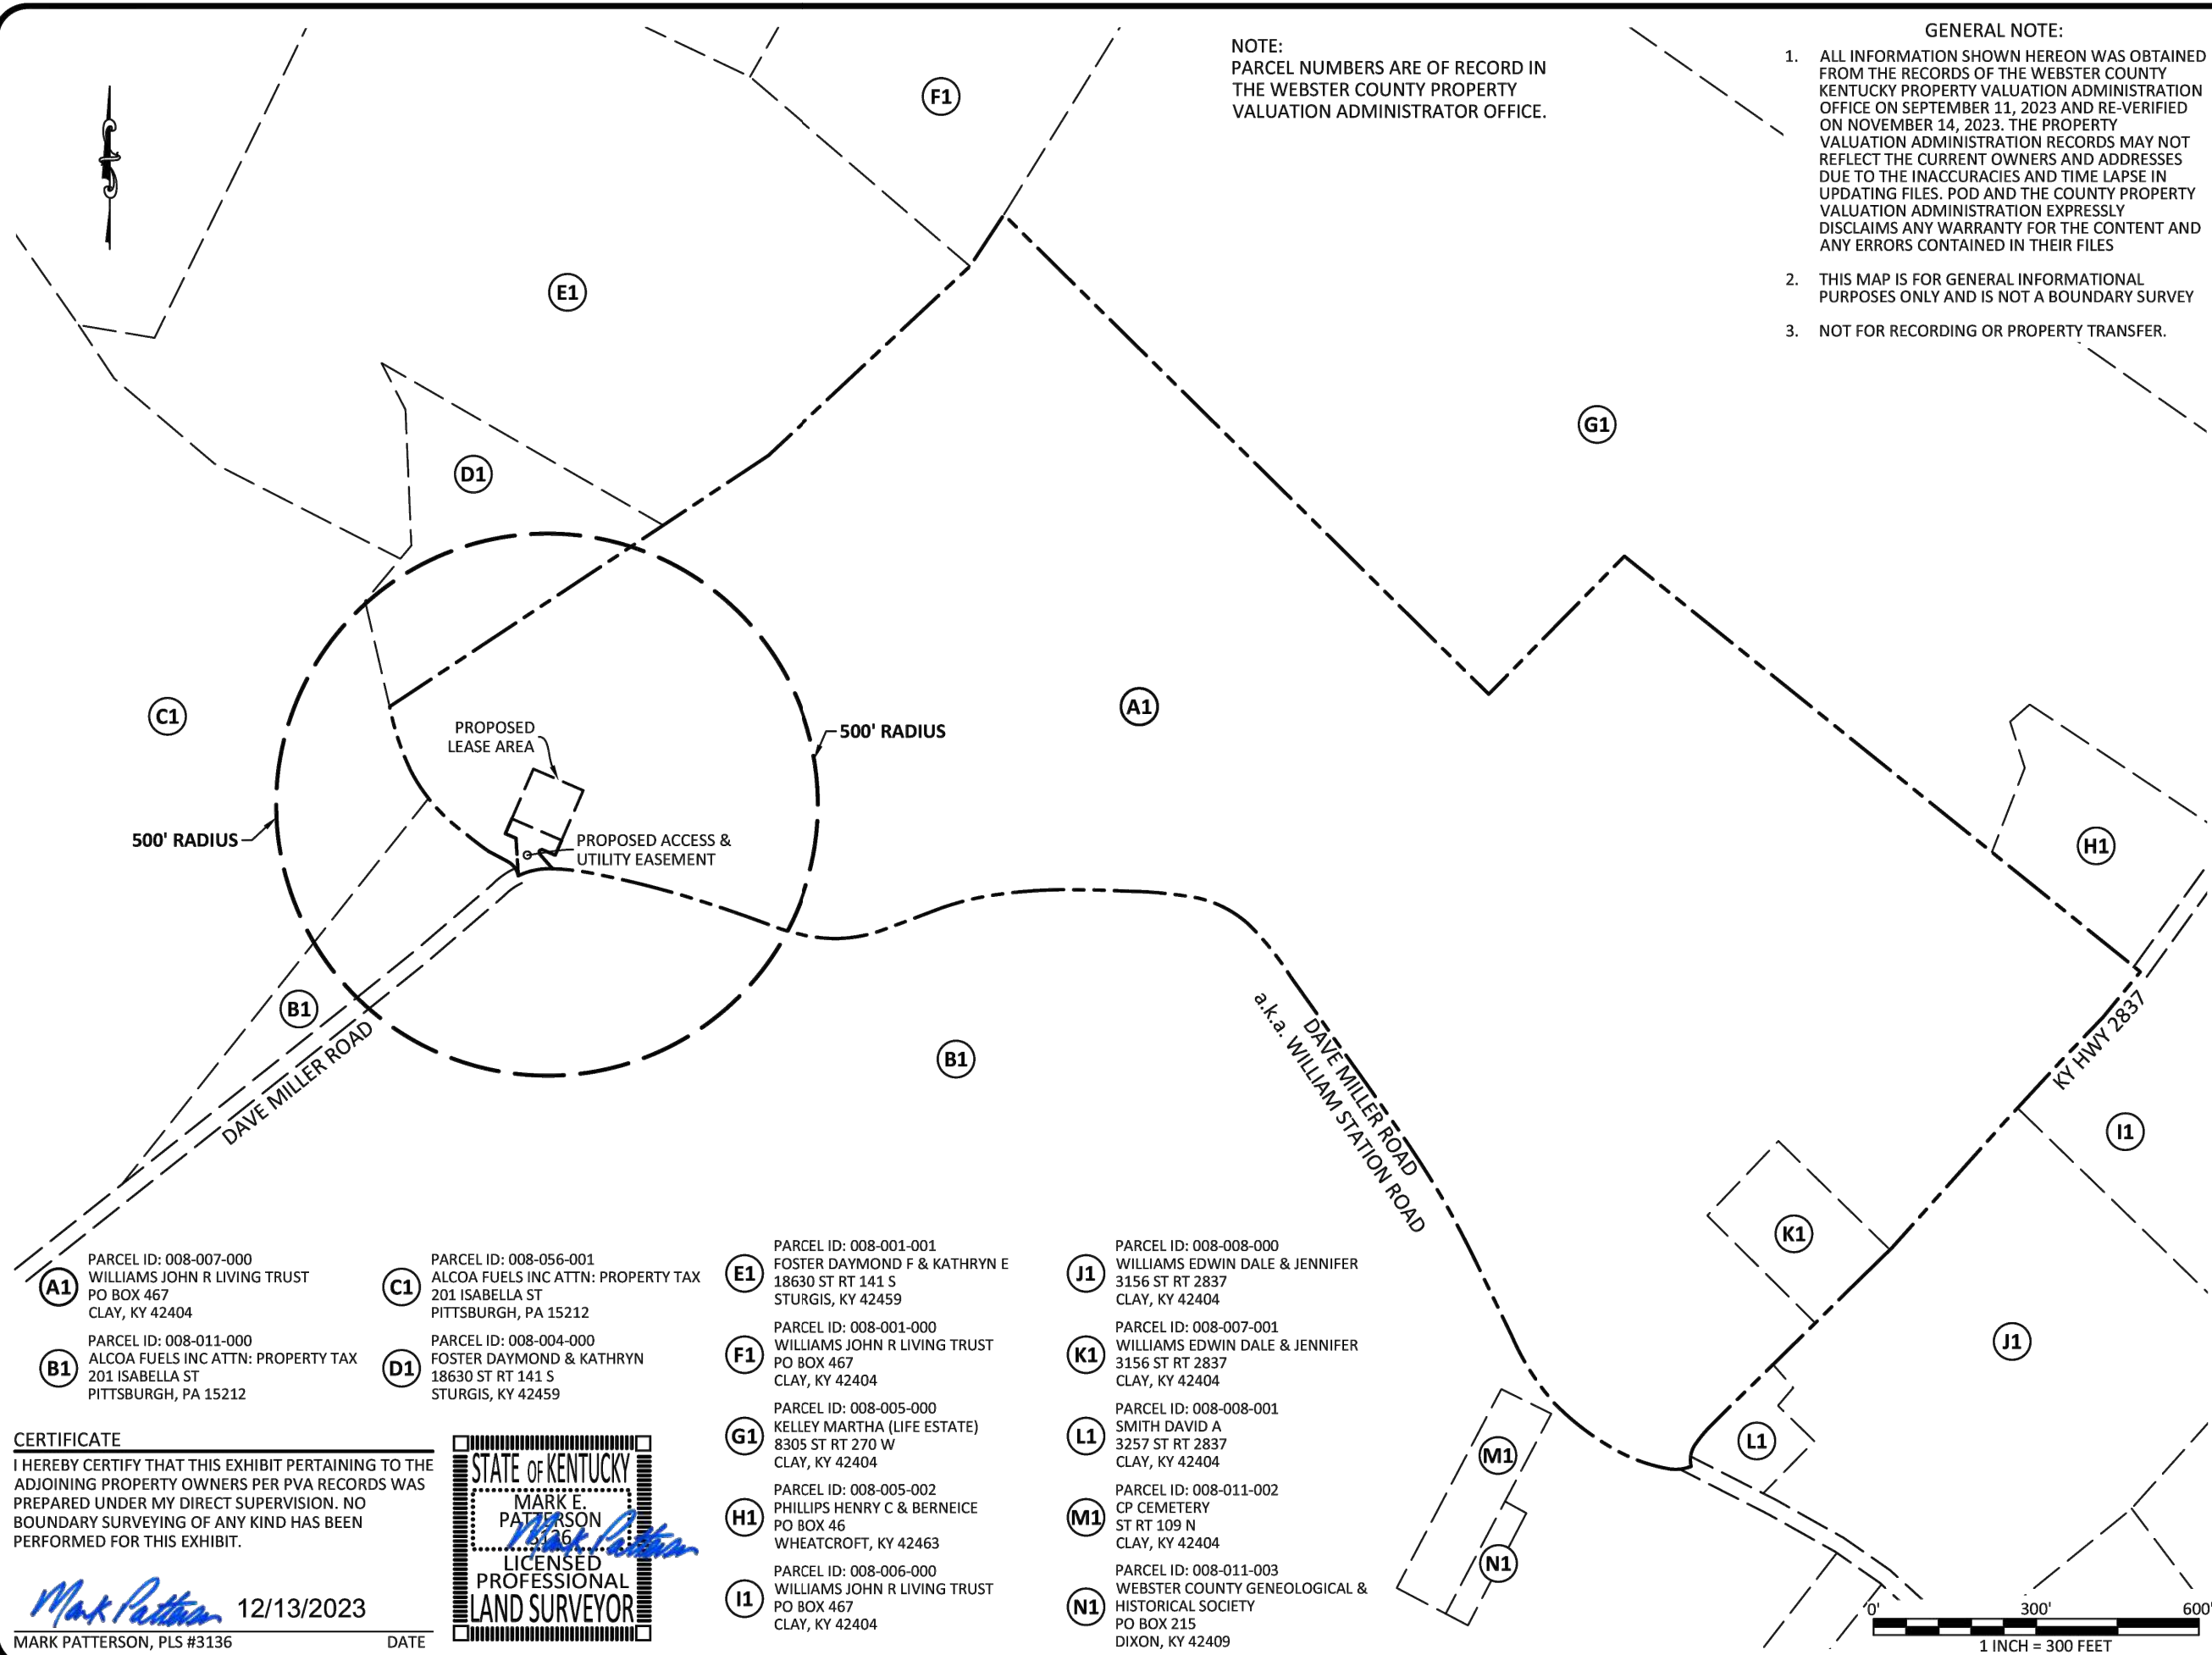 NOTE:
PARCEL NUMBERS ARE OF RECORD IN
THE WEBSTER COUNTY PROPERTY
VALUATION ADMINISTRATOR OFFICE.
GENERAL NOTE:
1. ALL INFORMATION SHOWN HEREON WAS OBTAINED
FROM THE RECORDS OF THE WEBSTER COUNTY
KENTUCKY PROPERTY VALUATION ADMINISTRATION
OFFICE ON SEPTEMBER 11, 2023 AND RE-VERIFIED
ON NOVEMBER 14, 2023. THE PROPERTY
VALUATION ADMINISTRATION RECORDS MAY NOT
REFLECT THE CURRENT OWNERS AND ADDRESSES
DUE TO THE INACCURACIES AND TIME LAPSE IN
UPDATING FILES. POD AND THE COUNTY PROPERTY
VALUATION ADMINISTRATION EXPRESSLY
DISCLAIMS ANY WARRANTY FOR THE CONTENT AND
ANY ERRORS CONTAINED IN THEIR FILES
2. THIS MAP IS FOR GENERAL INFORMATIONAL
PURPOSES ONLY AND IS NOT A BOUNDARY SURVEY
3. NOT FOR RECORDING OR PROPERTY TRANSFER.
F1
E1
G1
D1
C1
A1
PROPOSED
LEASE AREA
500' RADIUS
500' RADIUS
PROPOSED ACCESS &
UTILITY EASEMENT
H1
B1
DAVE MILLER ROAD
B1
DAVE MILLER ROAD
a.k.a. WILLIAM STATION ROAD
KY HWY 2837
I1
K1
J1
L1
M1
N1
A1
PARCEL ID: 008-007-000
WILLIAMS JOHN R LIVING TRUST
PO BOX 467
CLAY, KY 42404
B1
PARCEL ID: 008-011-000
ALCOA FUELS INC ATTN: PROPERTY TAX
201 ISABELLA ST
PITTSBURGH, PA 15212
C1
PARCEL ID: 008-056-001
ALCOA FUELS INC ATTN: PROPERTY TAX
201 ISABELLA ST
PITTSBURGH, PA 15212
D1
PARCEL ID: 008-004-000
FOSTER DAYMOND & KATHRYN
18630 ST RT 141 S
STURGIS, KY 42459
E1
PARCEL ID: 008-001-001
FOSTER DAYMOND F & KATHRYN E
18630 ST RT 141 S
STURGIS, KY 42459
F1
PARCEL ID: 008-001-000
WILLIAMS JOHN R LIVING TRUST
PO BOX 467
CLAY, KY 42404
G1
PARCEL ID: 008-005-000
KELLEY MARTHA (LIFE ESTATE)
8305 ST RT 270 W
CLAY, KY 42404
H1
PARCEL ID: 008-005-002
PHILLIPS HENRY C & BERNEICE
PO BOX 46
WHEATCROFT, KY 42463
I1
PARCEL ID: 008-006-000
WILLIAMS JOHN R LIVING TRUST
PO BOX 467
CLAY, KY 42404
J1
PARCEL ID: 008-008-000
WILLIAMS EDWIN DALE & JENNIFER
3156 ST RT 2837
CLAY, KY 42404
K1
PARCEL ID: 008-007-001
WILLIAMS EDWIN DALE & JENNIFER
3156 ST RT 2837
CLAY, KY 42404
L1
PARCEL ID: 008-008-001
SMITH DAVID A
3257 ST RT 2837
CLAY, KY 42404
M1
PARCEL ID: 008-011-002
CP CEMETERY
ST RT 109 N
CLAY, KY 42404
N1
PARCEL ID: 008-011-003
WEBSTER COUNTY GENEOLOGICAL &
HISTORICAL SOCIETY
PO BOX 215
DIXON, KY 42409
CERTIFICATE
I HEREBY CERTIFY THAT THIS EXHIBIT PERTAINING TO THE
ADJOINING PROPERTY OWNERS PER PVA RECORDS WAS
PREPARED UNDER MY DIRECT SUPERVISION. NO
BOUNDARY SURVEYING OF ANY KIND HAS BEEN
PERFORMED FOR THIS EXHIBIT.
Mark Patterson 12/13/2023
MARK PATTERSON, PLS #3136 DATE
STATE OF KENTUCKY
MARK E.
PATTERSON
3136
Mark Patterson
LICENSED
PROFESSIONAL
LAND SURVEYOR
0' 300' 600'
1 INCH = 300 FEET